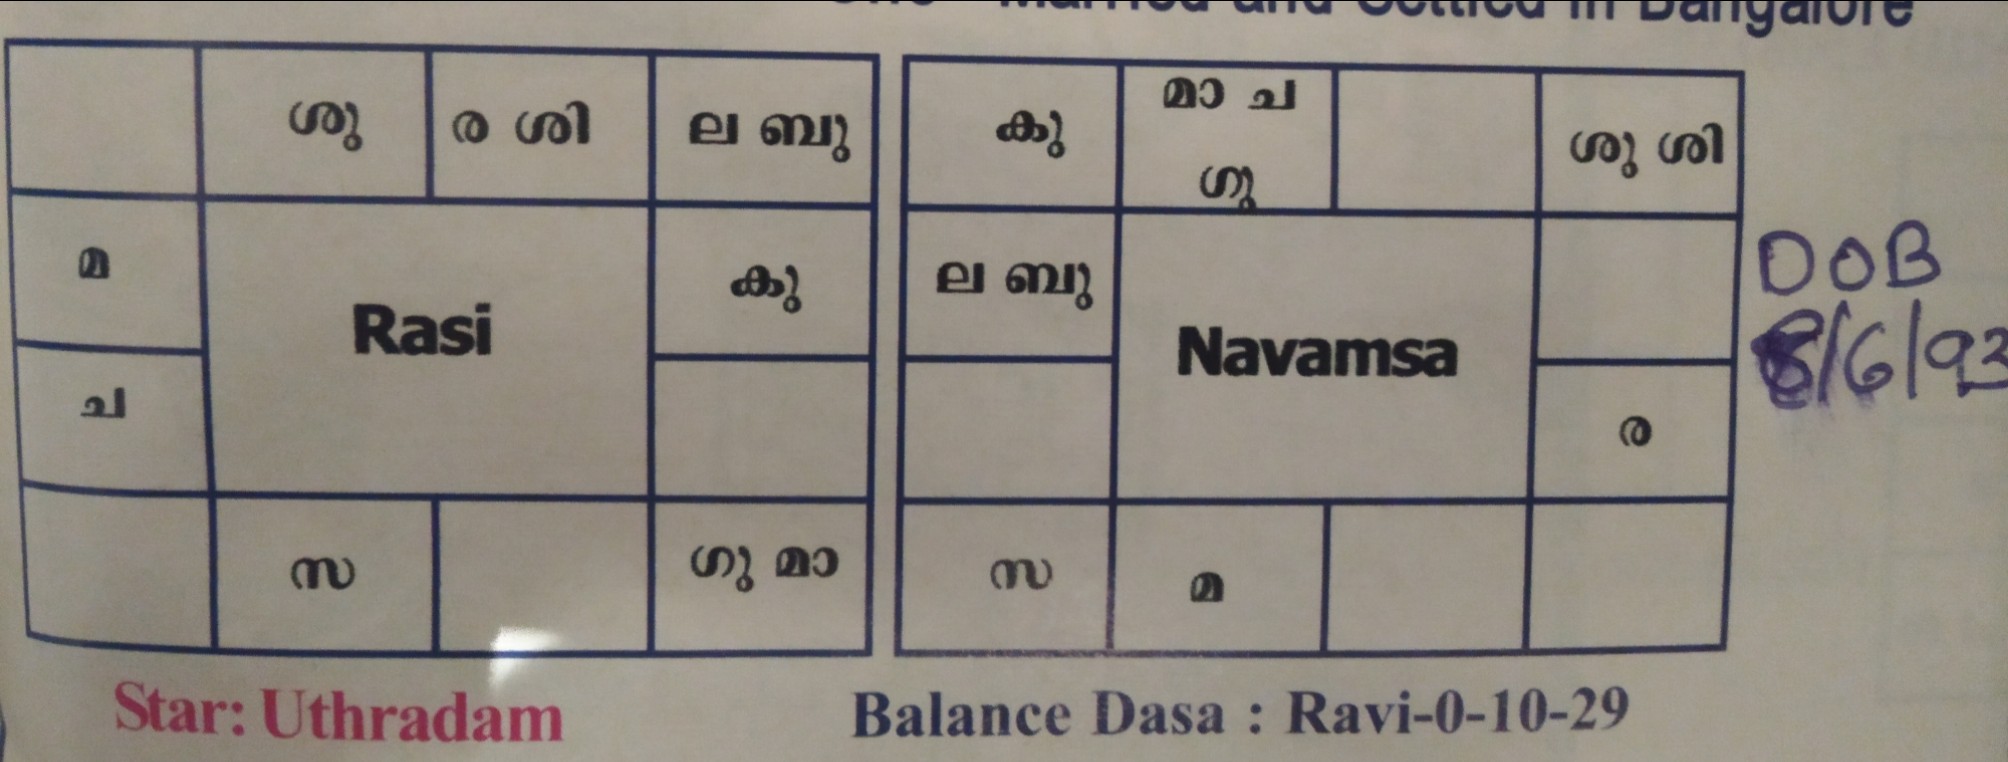 Married and Settled in Bangalore
ശു ര ശി ല ബു
മ കു
Rasi
ച
സ ഗു മാ
കു മാ ച ശു ശി
ഗു
ല ബു
Navamsa
ര
സ മ
DOB
8/6/93
Star: Uthradam Balance Dasa : Ravi-0-10-29